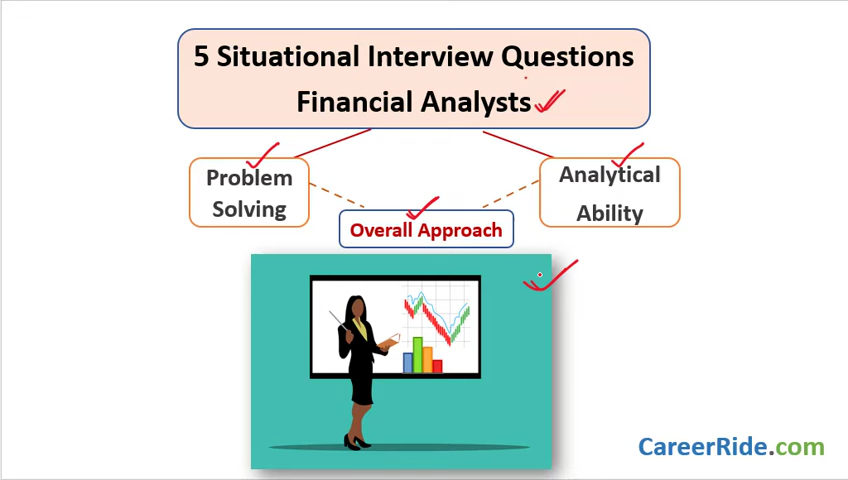 5 Situational Interview Questions
Financial Analysts
Problem
Solving
Analytical
Ability
Overall Approach
CareerRide.com